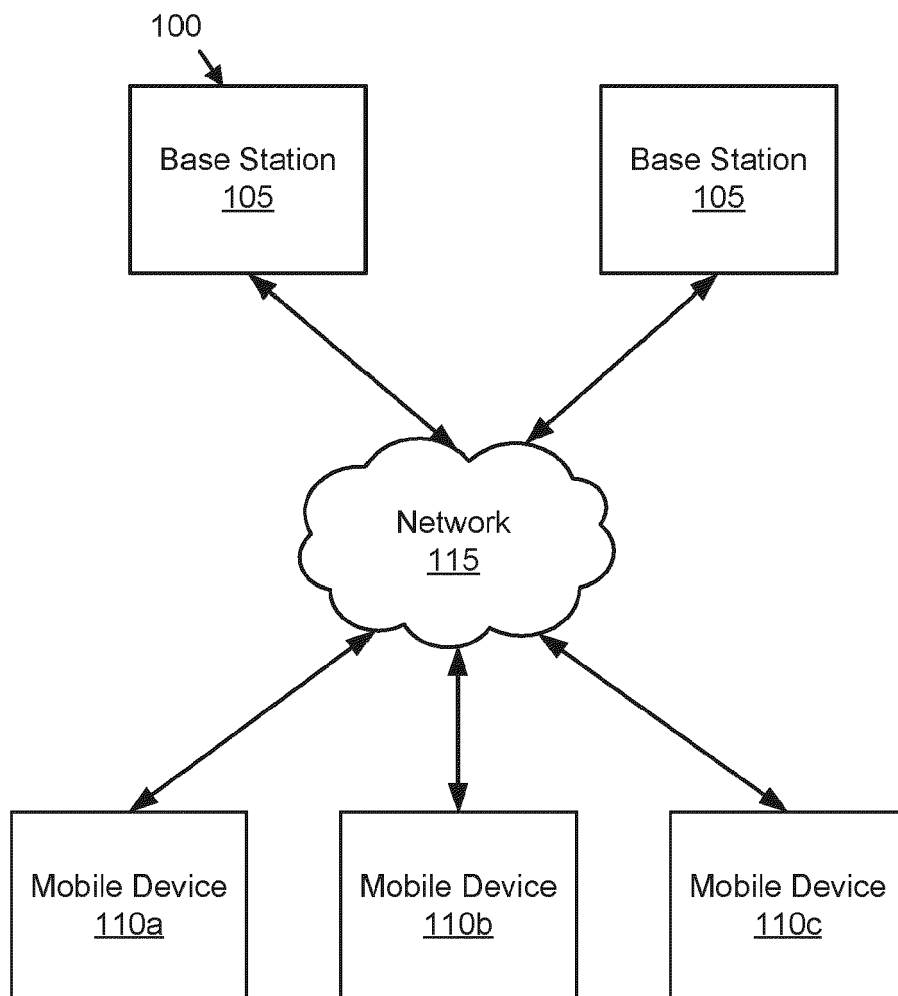 100
Base Station
105
Base Station
105
Network
115
Mobile Device
110a
Mobile Device
110b
Mobile Device
110c